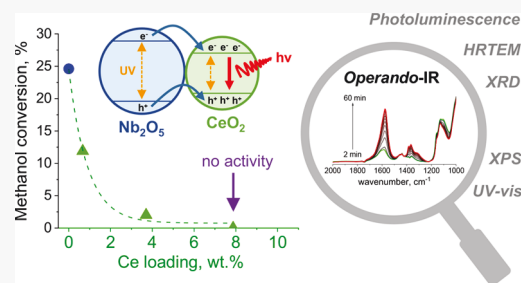 Methanol conversion, %
30
25
20
15
10
5
0
0 2 4 6 8 10
Ce loading, wt.%
e-
UV
h+
Nb2O5
e- e- e-
h+ h+ h+
CeO2
hv
no activity
Photoluminescence
HRTEM
XRD
XPS
UV-vis
Operando-IR
60 min
2 min
2000 1800 1600 1400 1200 1000
wavenumber, cm-1